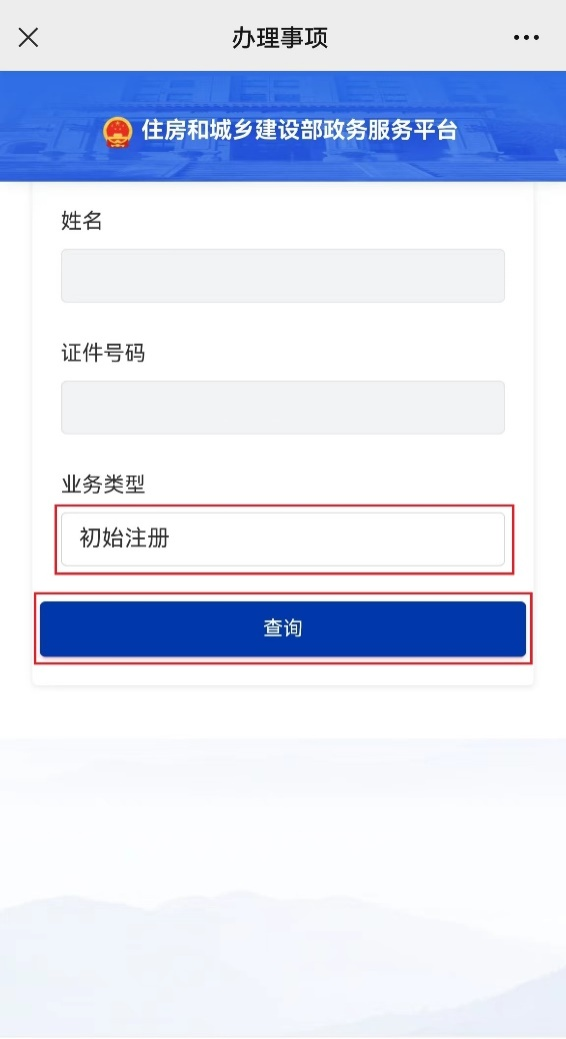 办理事项
住房和城乡建设部政务服务平台
姓名
证件号码
业务类型
初始注册
查询